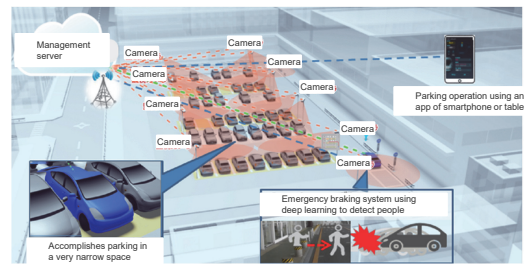 Management
server
Camera
Camera
Camera
Camera
Camera
Camera
Camera
Camera
Parking operation using an
app of smartphone or table
Accomplishes parking in
a very narrow space
Emergency braking system using
deep learning to detect people